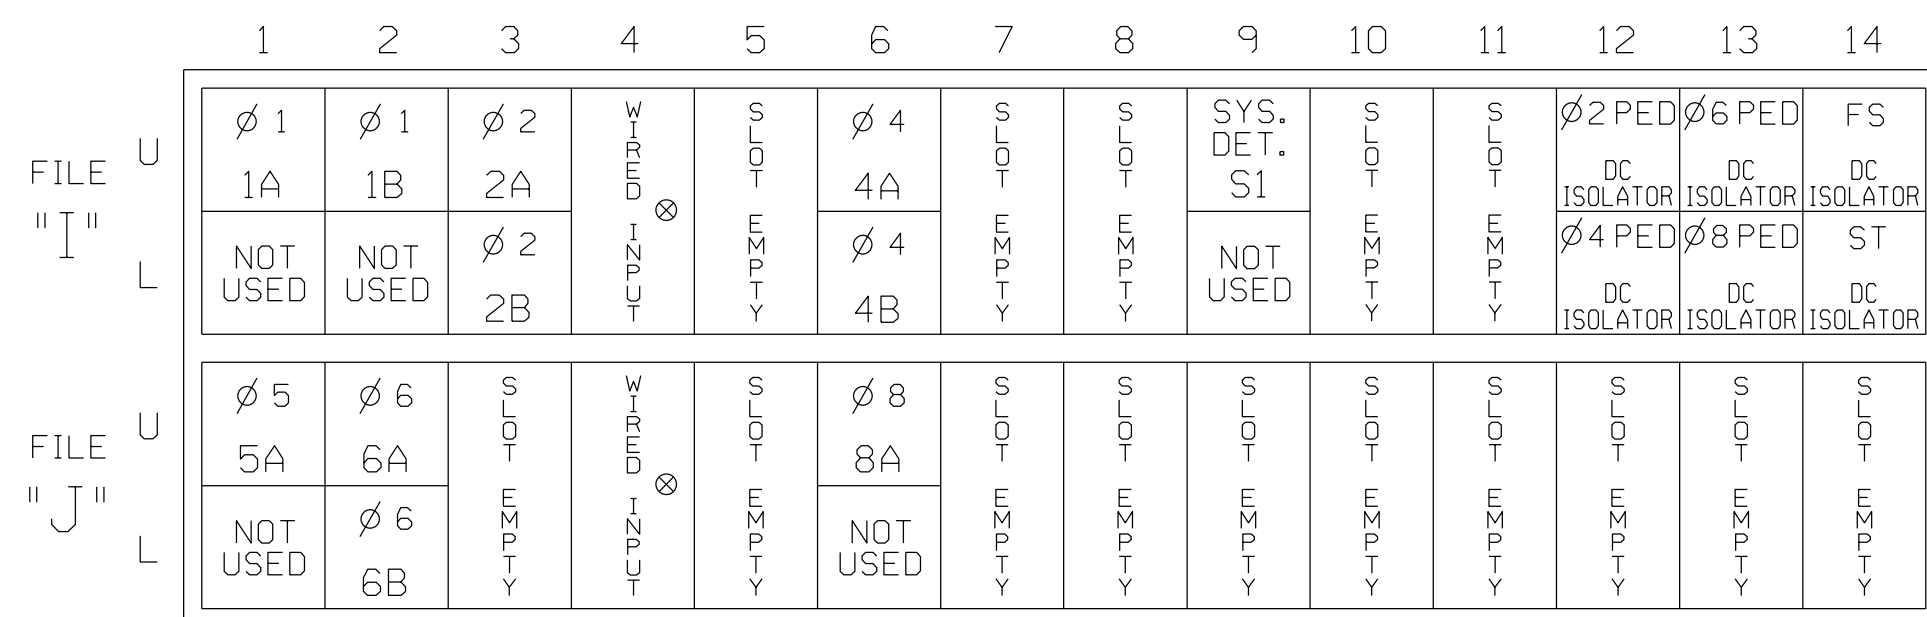 1 2 3 4 5 6 7 8 9 10 11 12 13 14
FILE
"I"
U
L
Ø 1
1A
NOT
USED
Ø 1
1B
NOT
USED
Ø 2
2A
Ø 2
2B
WIRED INPUT
SLOT EMPTY
Ø 4
4A
Ø 4
4B
SLOT EMPTY
SLOT EMPTY
SYS.
DET.
S1
NOT
USED
SLOT EMPTY
SLOT EMPTY
Ø2 PED
DC
ISOLATOR
Ø4 PED
DC
ISOLATOR
Ø6 PED
DC
ISOLATOR
Ø8 PED
DC
ISOLATOR
FS
DC
ISOLATOR
ST
DC
ISOLATOR
FILE
"J"
U
L
Ø 5
5A
NOT
USED
Ø 6
6A
Ø 6
6B
SLOT EMPTY
WIRED INPUT
SLOT EMPTY
Ø 8
8A
NOT
USED
SLOT EMPTY
SLOT EMPTY
SLOT EMPTY
SLOT EMPTY
SLOT EMPTY
SLOT EMPTY
SLOT EMPTY
SLOT EMPTY